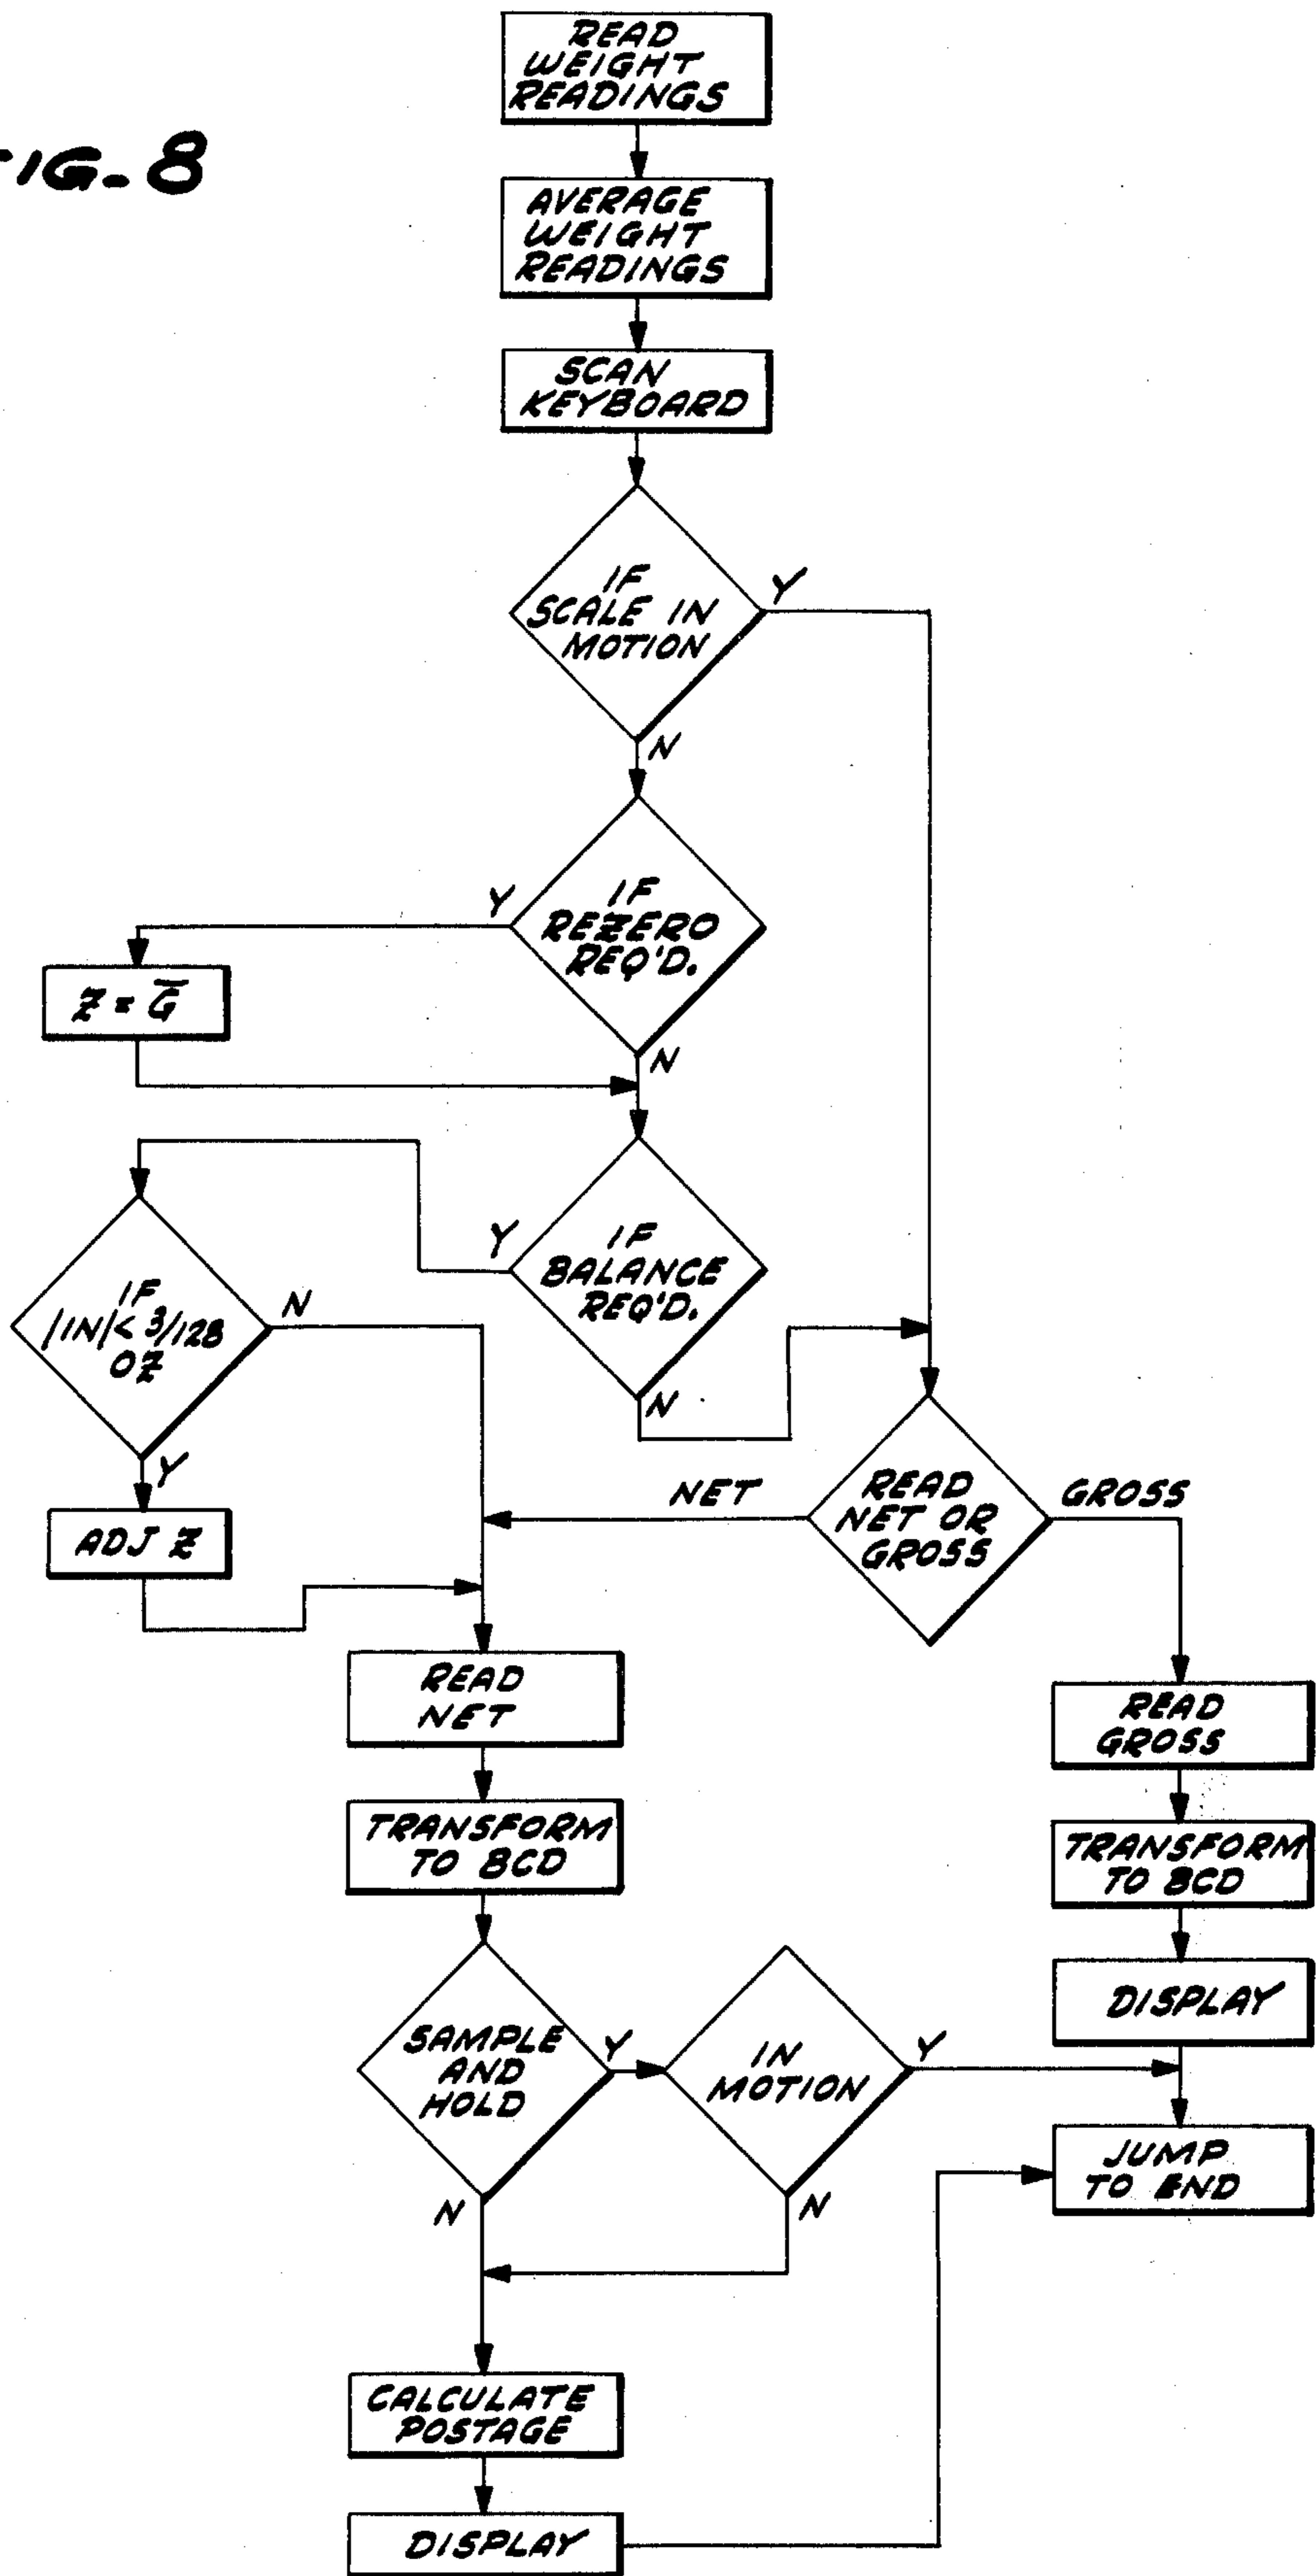 FIG-8
READ
WEIGHT
READINGS
AVERAGE
WEIGHT
READINGS
SCAN
KEYBOARD
IF
SCALE IN
MOTION
Y
N
IF
REZERO
REQ'D.
Y
N
Z = G̅
IF
BALANCE
REQ'D.
Y
N
IF
|IN|< 3/128
OZ
N
Y
ADJ Z
READ
NET OR
GROSS
NET
GROSS
READ
NET
READ
GROSS
TRANSFORM
TO BCD
TRANSFORM
TO BCD
DISPLAY
SAMPLE
AND
HOLD
Y
N
IN
MOTION
Y
N
JUMP
TO END
CALCULATE
POSTAGE
DISPLAY